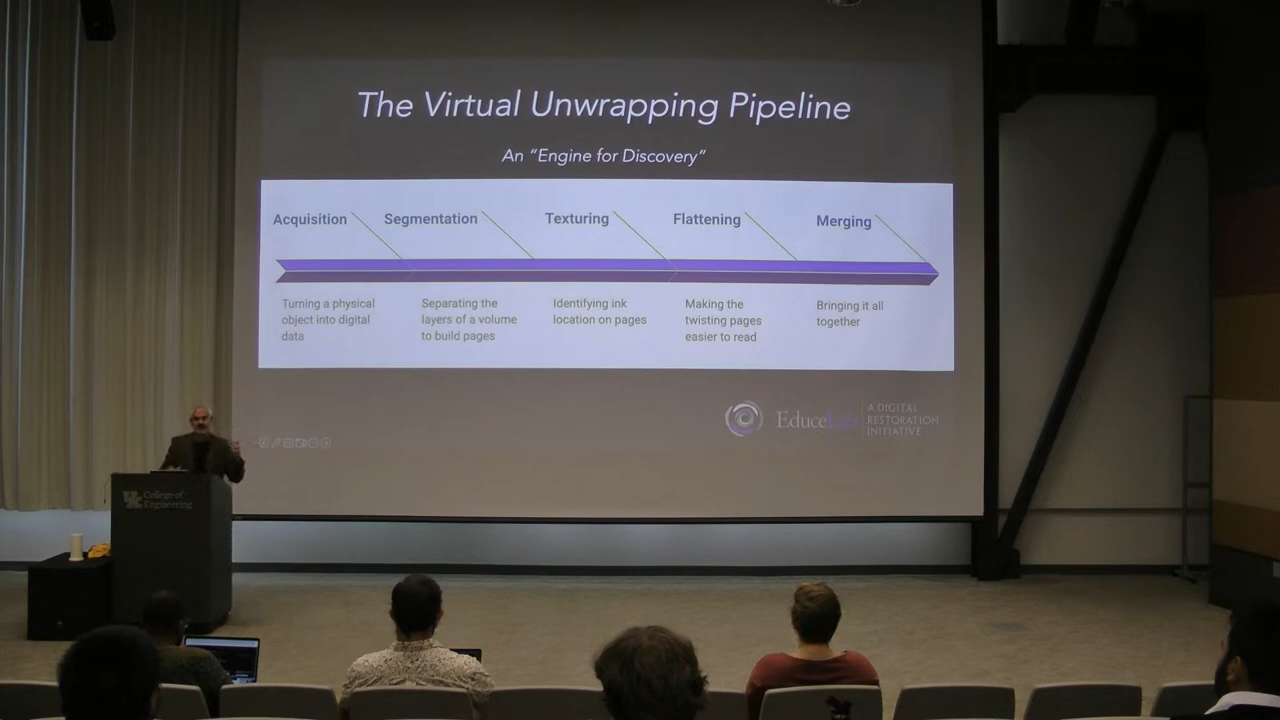 The Virtual Unwrapping Pipeline
An “Engine for Discovery”
Acquisition
Segmentation
Texturing
Flattening
Merging
Turning a physical
object into digital
data
Separating the
layers of a volume
to build pages
Identifying ink
location on pages
Making the
twisting pages
easier to read
Bringing it all
together
EduceLab
A DIGITAL
RESTORATION
INITIATIVE
UK College of
Engineering